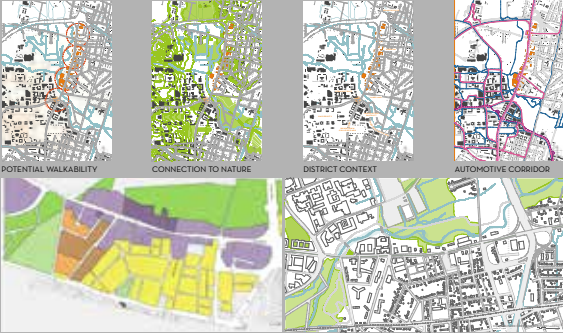 POTENTIAL WALKABILITY
CONNECTION TO NATURE
DISTRICT CONTEXT
AUTOMOTIVE CORRIDOR